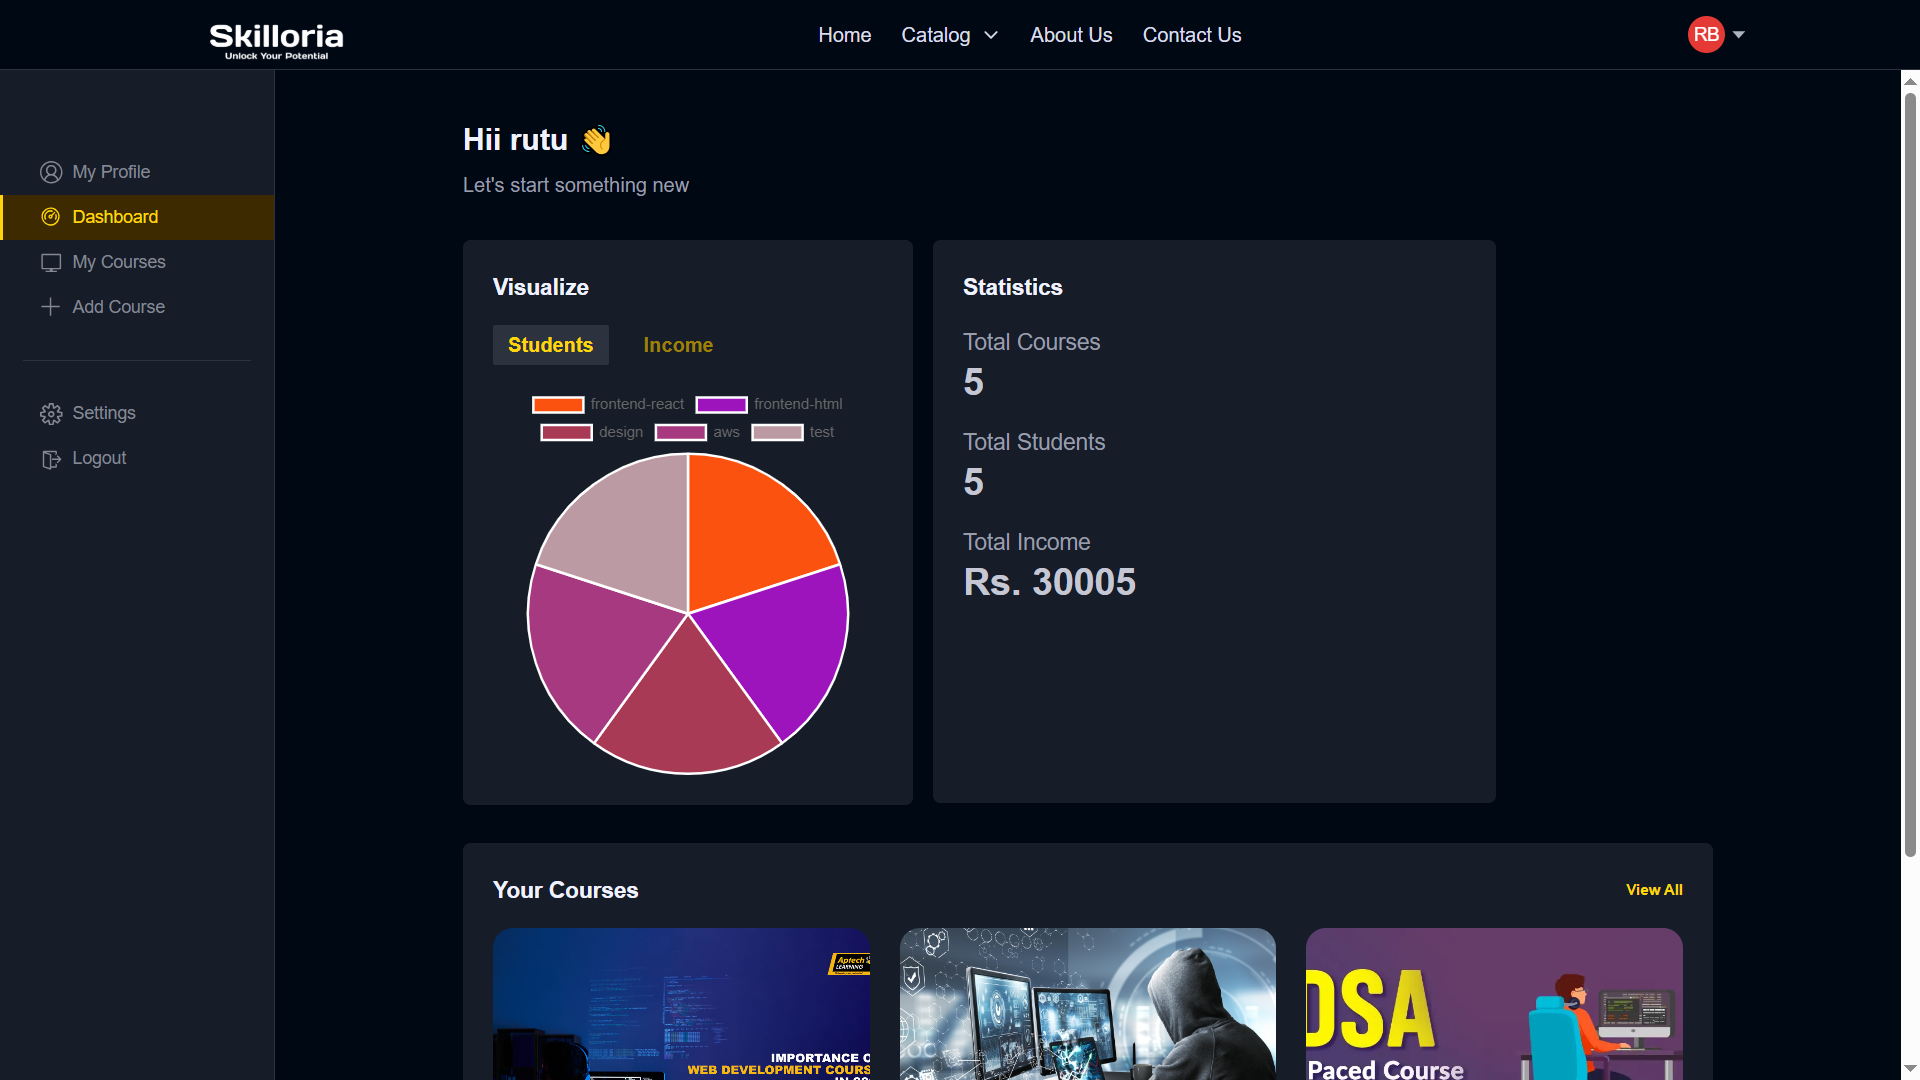 Skilloria
Unlock Your Potential
Home
Catalog
About Us
Contact Us
RB
My Profile
Dashboard
My Courses
Add Course
Settings
Logout
Hii rutu 👋
Let's start something new
Visualize
Students
Income
frontend-react
frontend-html
design
aws
test
Statistics
Total Courses
5
Total Students
5
Total Income
Rs. 30005
Your Courses
View All
Aptech
LEARNING
IMPORTANCE O
WEB DEVELOPMENT COURS
DSA
Paced Course